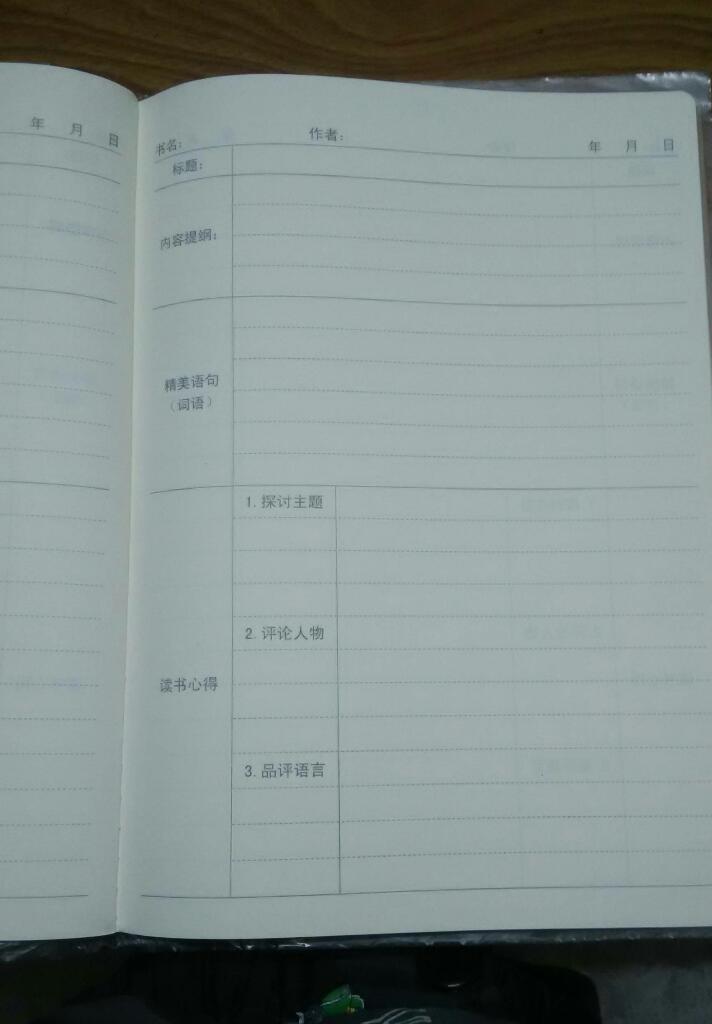 年 月 日
书名： 作者： 年 月 日
标题：
内容提纲：
精美语句
（词语）
读书心得
1.探讨主题
2.评论人物
3.品评语言